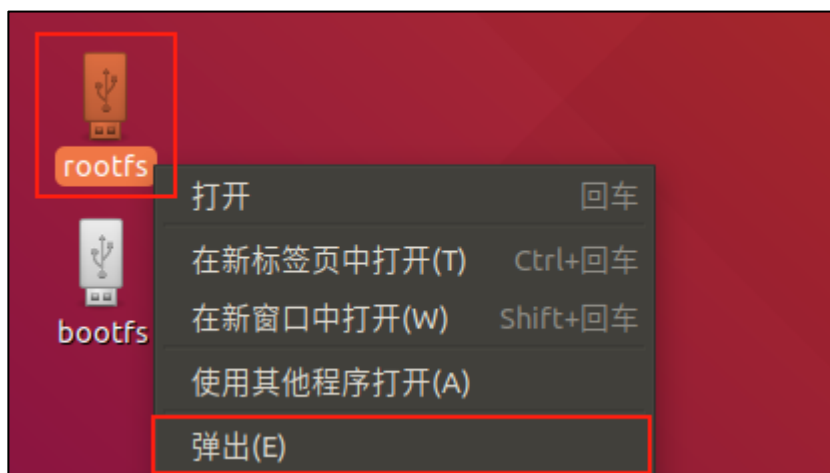 rootfs
打开 回车
在新标签页中打开(T) Ctrl+回车
bootfs
在新窗口中打开(W) Shift+回车
使用其他程序打开(A)
弹出(E)